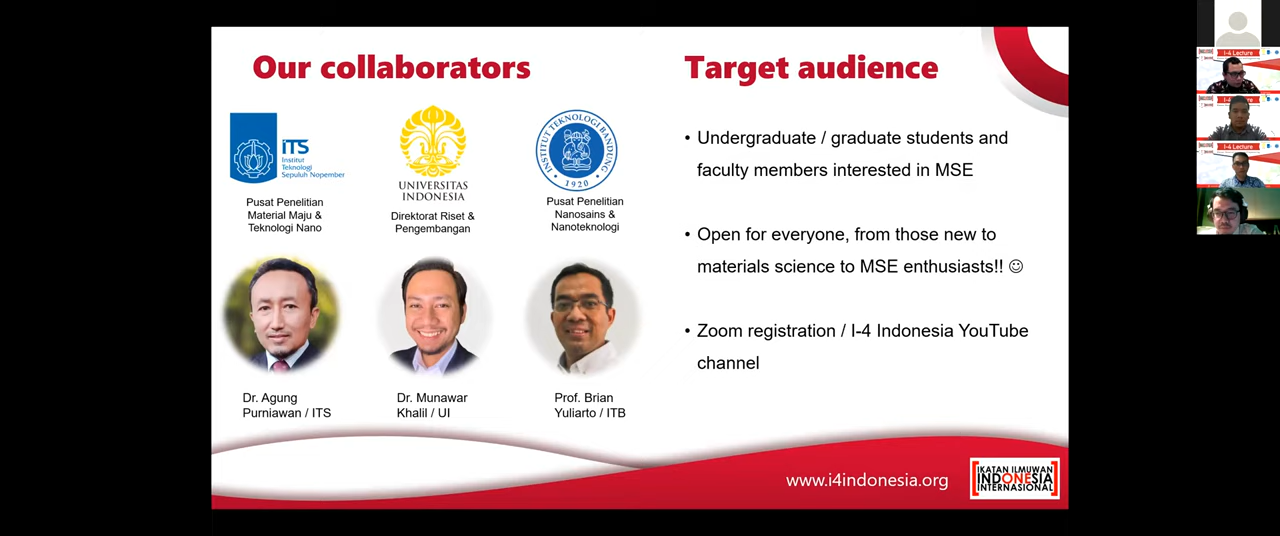 Our collaborators
iTS
Institut
Teknologi
Sepuluh Nopember
Pusat Penelitian
Material Maju &
Teknologi Nano
UNIVERSITAS
INDONESIA
Direktorat Riset &
Pengembangan
INSTITUT TEKNOLOGI BANDUNG
1920
Pusat Penelitian
Nanosains &
Nanoteknologi
Dr. Agung
Purniawan / ITS
Dr. Munawar
Khalil / UI
Prof. Brian
Yuliarto / ITB
Target audience
• Undergraduate / graduate students and
faculty members interested in MSE
• Open for everyone, from those new to
materials science to MSE enthusiasts!! ☺
• Zoom registration / I-4 Indonesia YouTube
channel
www.i4indonesia.org
IKATAN ILMUWAN
INDONESIA
INTERNASIONAL
I-4 Lecture
I-4 Lecture
I-4 Lecture